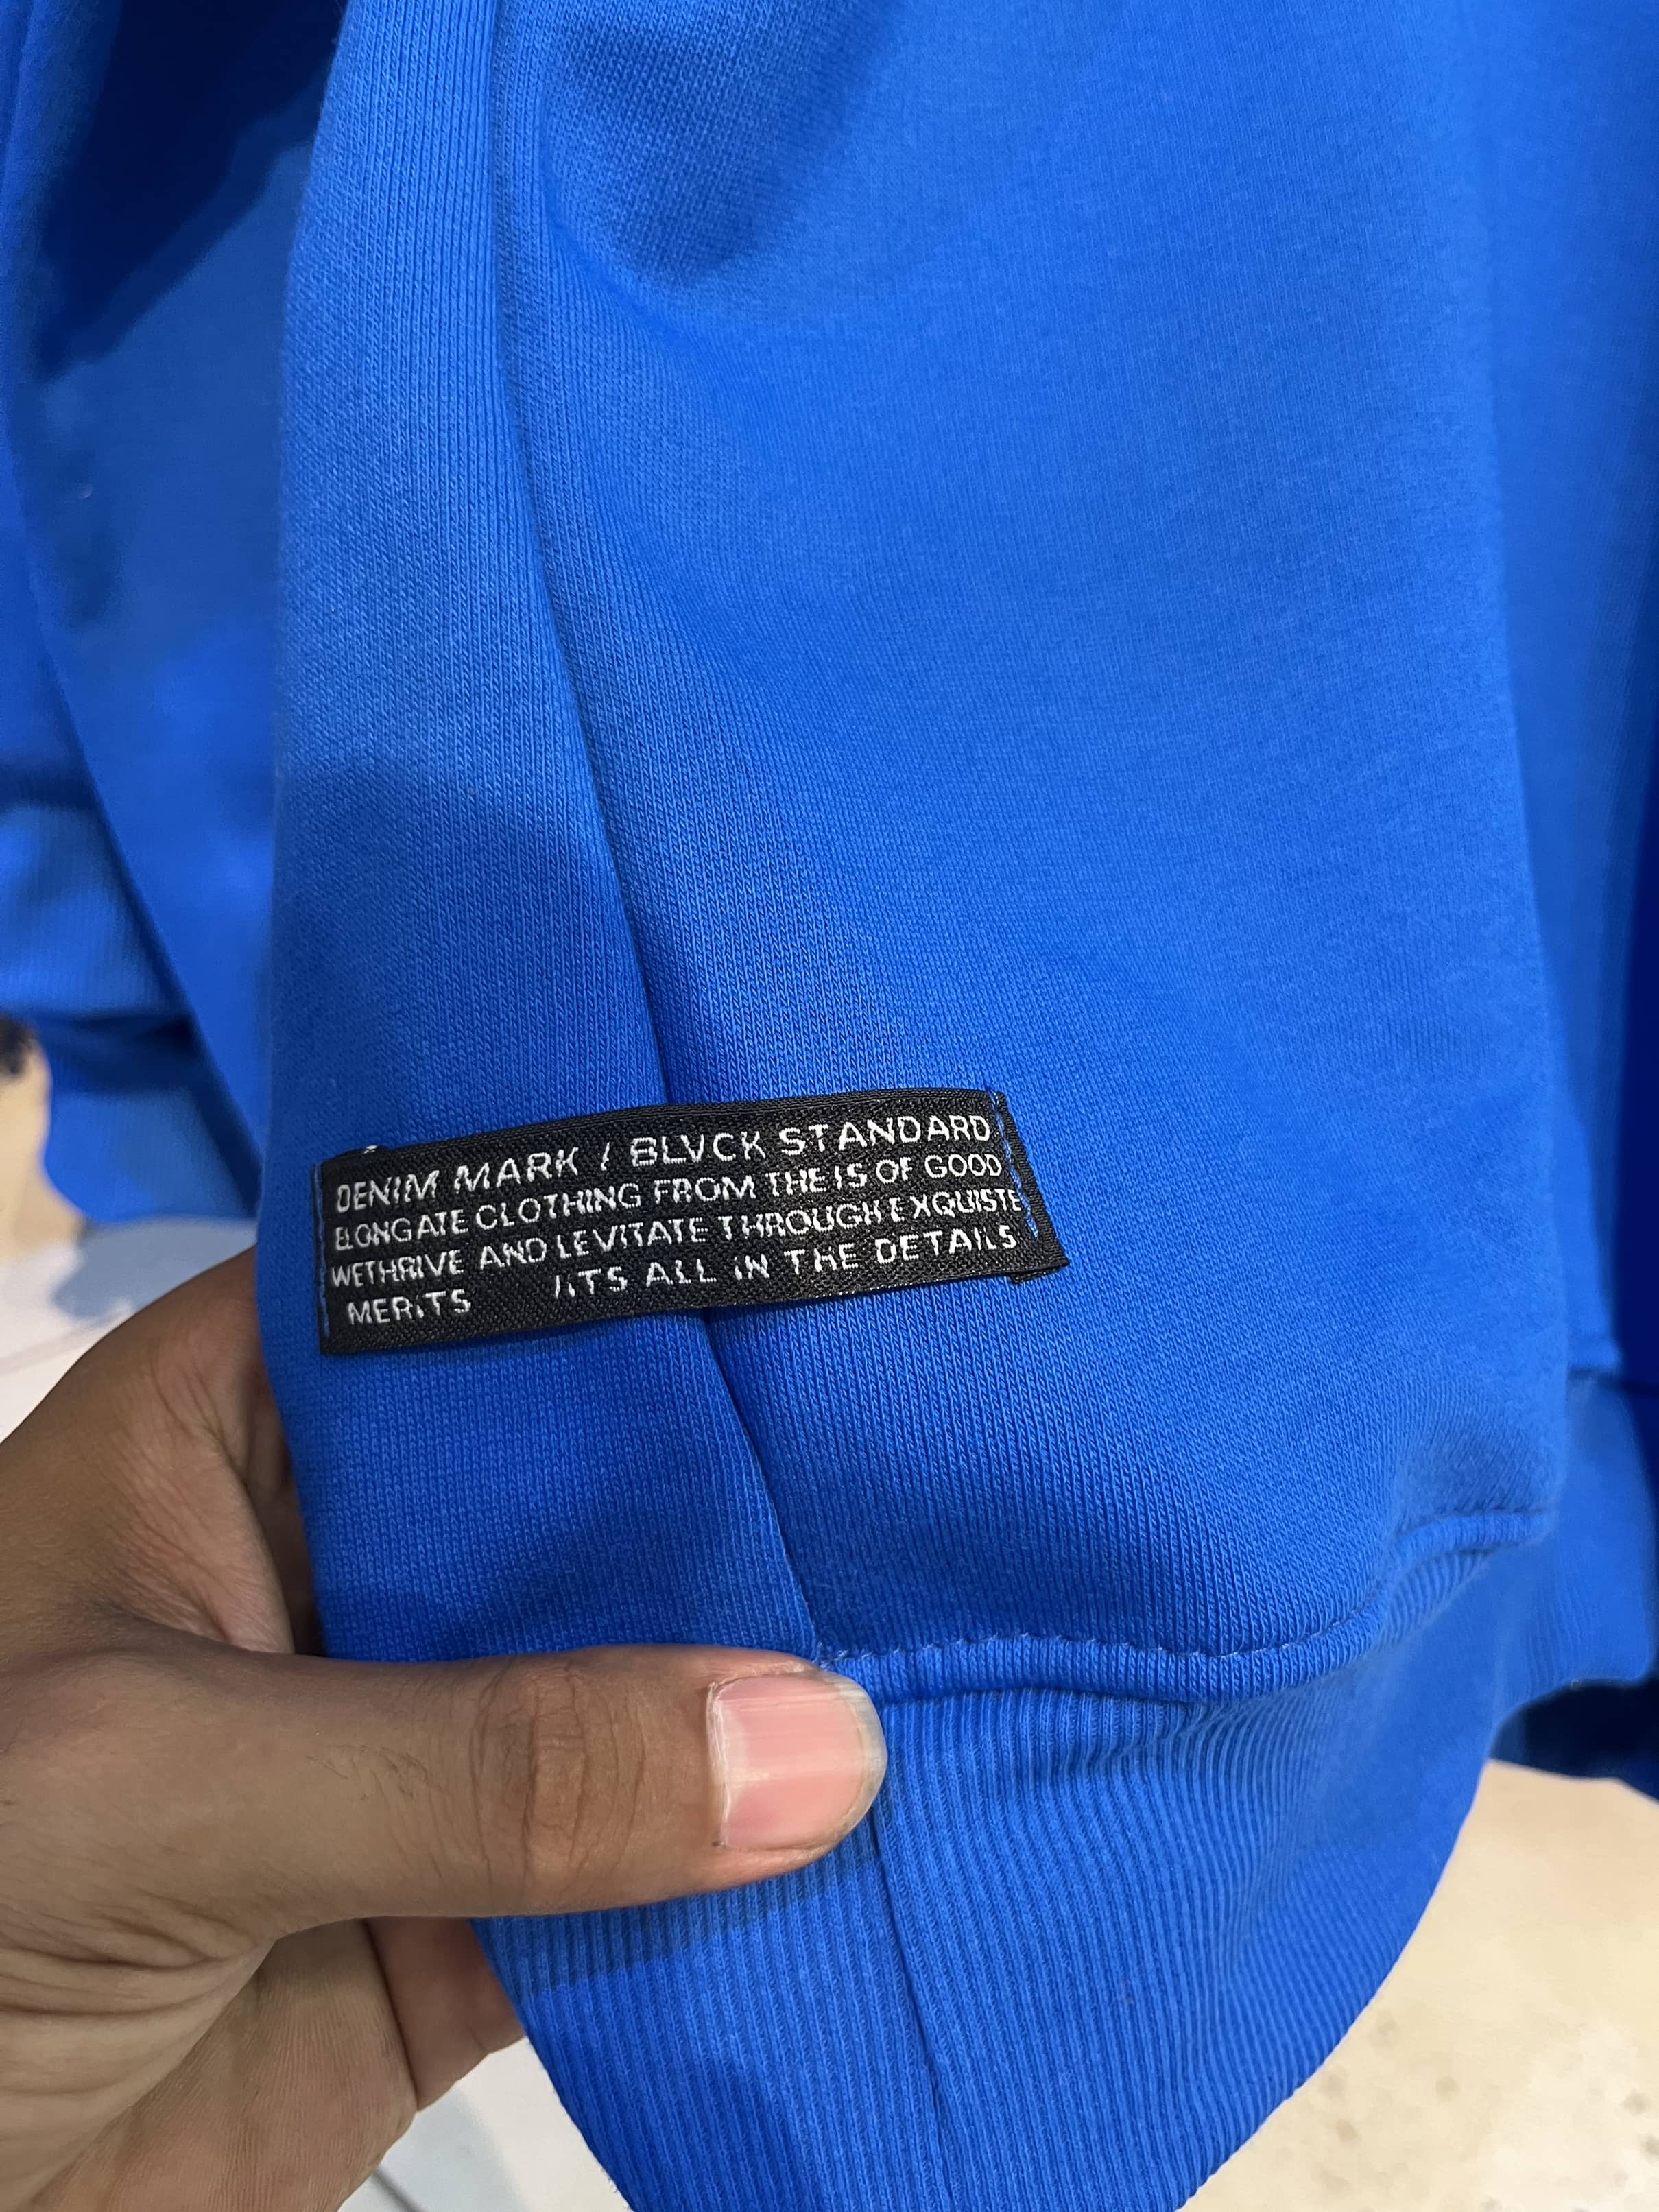 DENIM MARK / BLVCK STANDARD
ELONGATE CLOTHING FROM THE IS OF GOOD
WETHRIVE AND LEVITATE THROUGH EXQUISTE
MERITS //TS ALL IN THE DETAILS